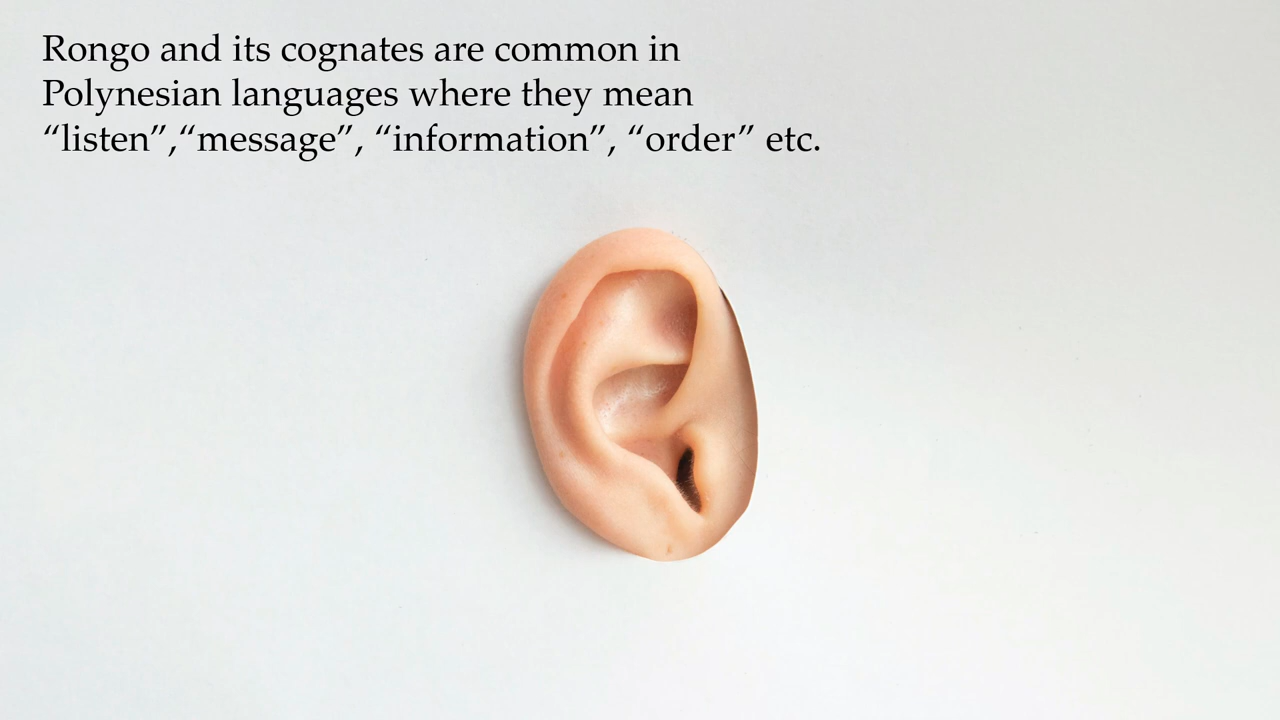 Rongo and its cognates are common in
Polynesian languages where they mean
“listen”,“message”, “information”, “order” etc.